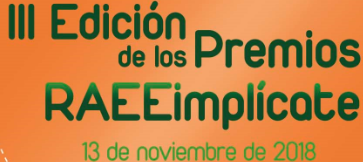 III Edición
de los Premios
RAEEimplícate
13 de noviembre de 2018